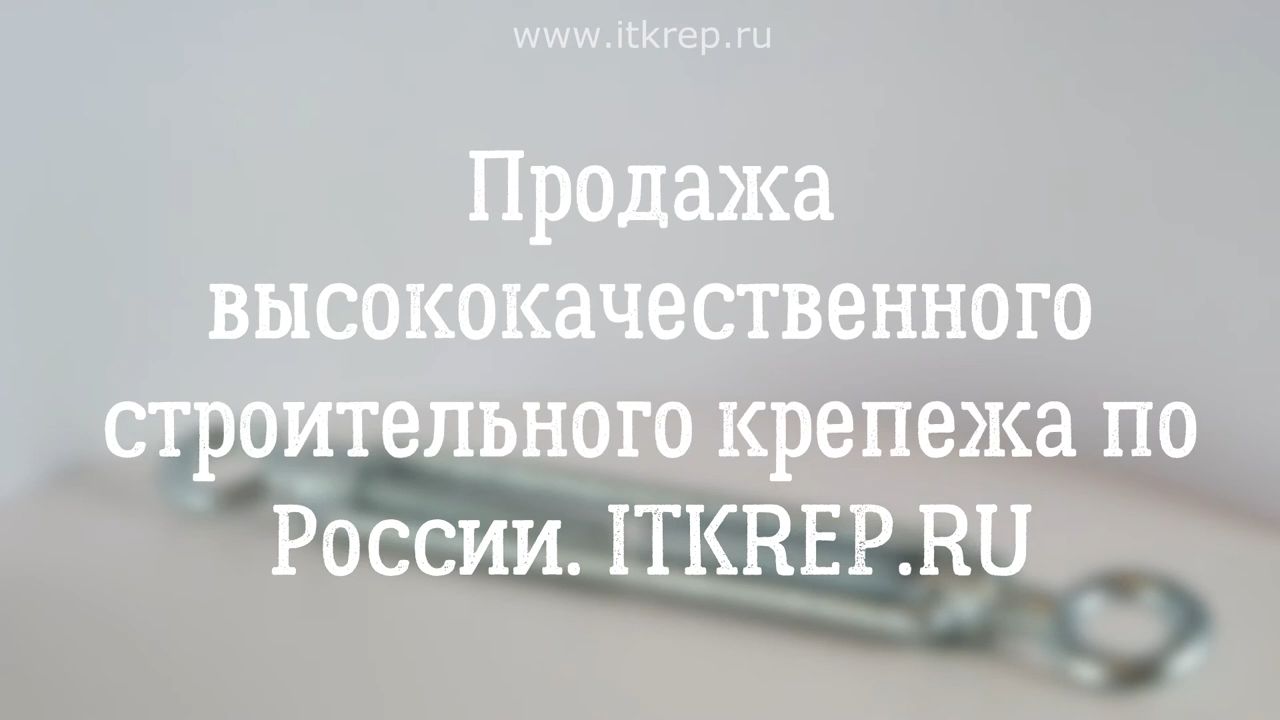 www.itkrep.ru
Продажа
высококачественного
строительного крепежа по
России. ITKREP.RU